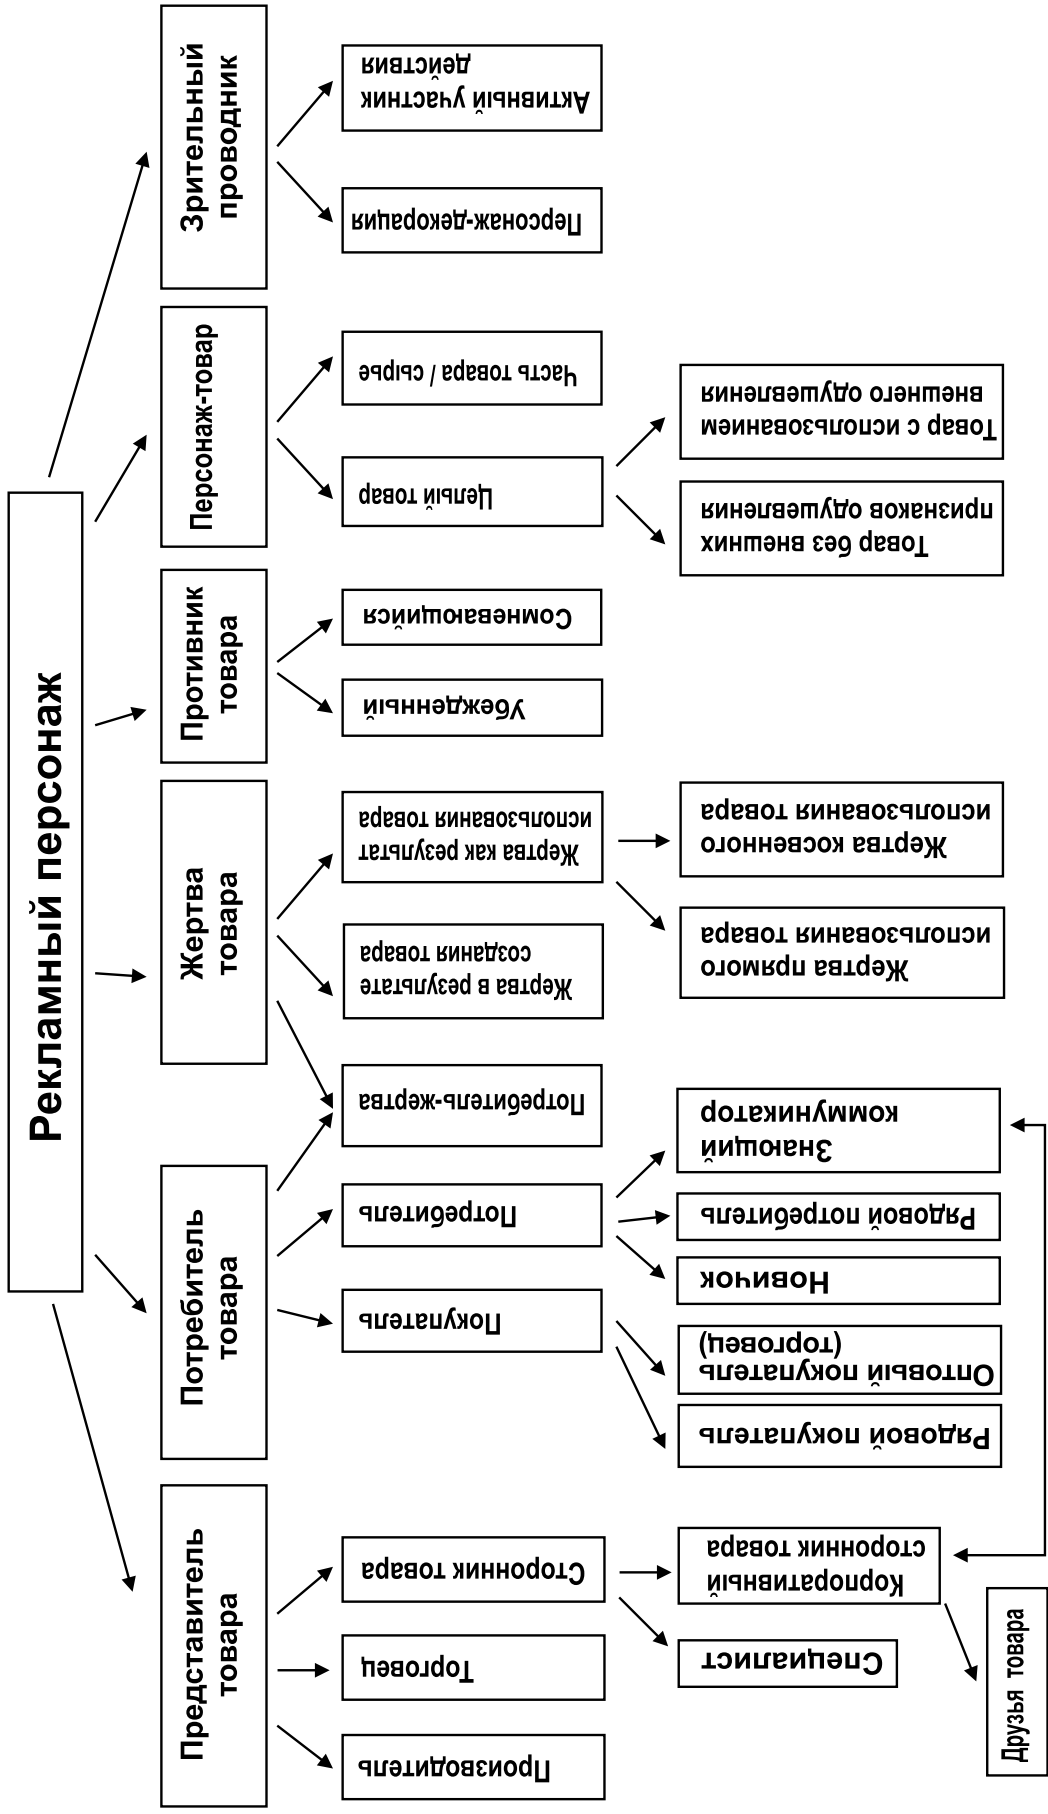 Рекламный персонаж
Представитель
товара
Производитель
Торговец
Сторонник товара
Специалист
Корпоративный
сторонник товара
Друзья товара
Потребитель
товара
Покупатель
Рядовой покупатель
Оптовый покупатель
(торговец)
Потребитель
Новичок
Рядовой потребитель
Знающий
коммуникатор
Потребитель-жертва
Жертва
товара
Жертва в результате
создания товара
Жертва как результат
использования товара
Жертва прямого
использования товара
Жертва косвенного
использования товара
Противник
товара
Убежденный
Сомневающийся
Персонаж-товар
Целый товар
Товар без внешних
признаков одушевления
Товар с использованием
внешнего одушевления
Часть товара / сырье
Зрительный
проводник
Персонаж-декорация
Активный участник
действия